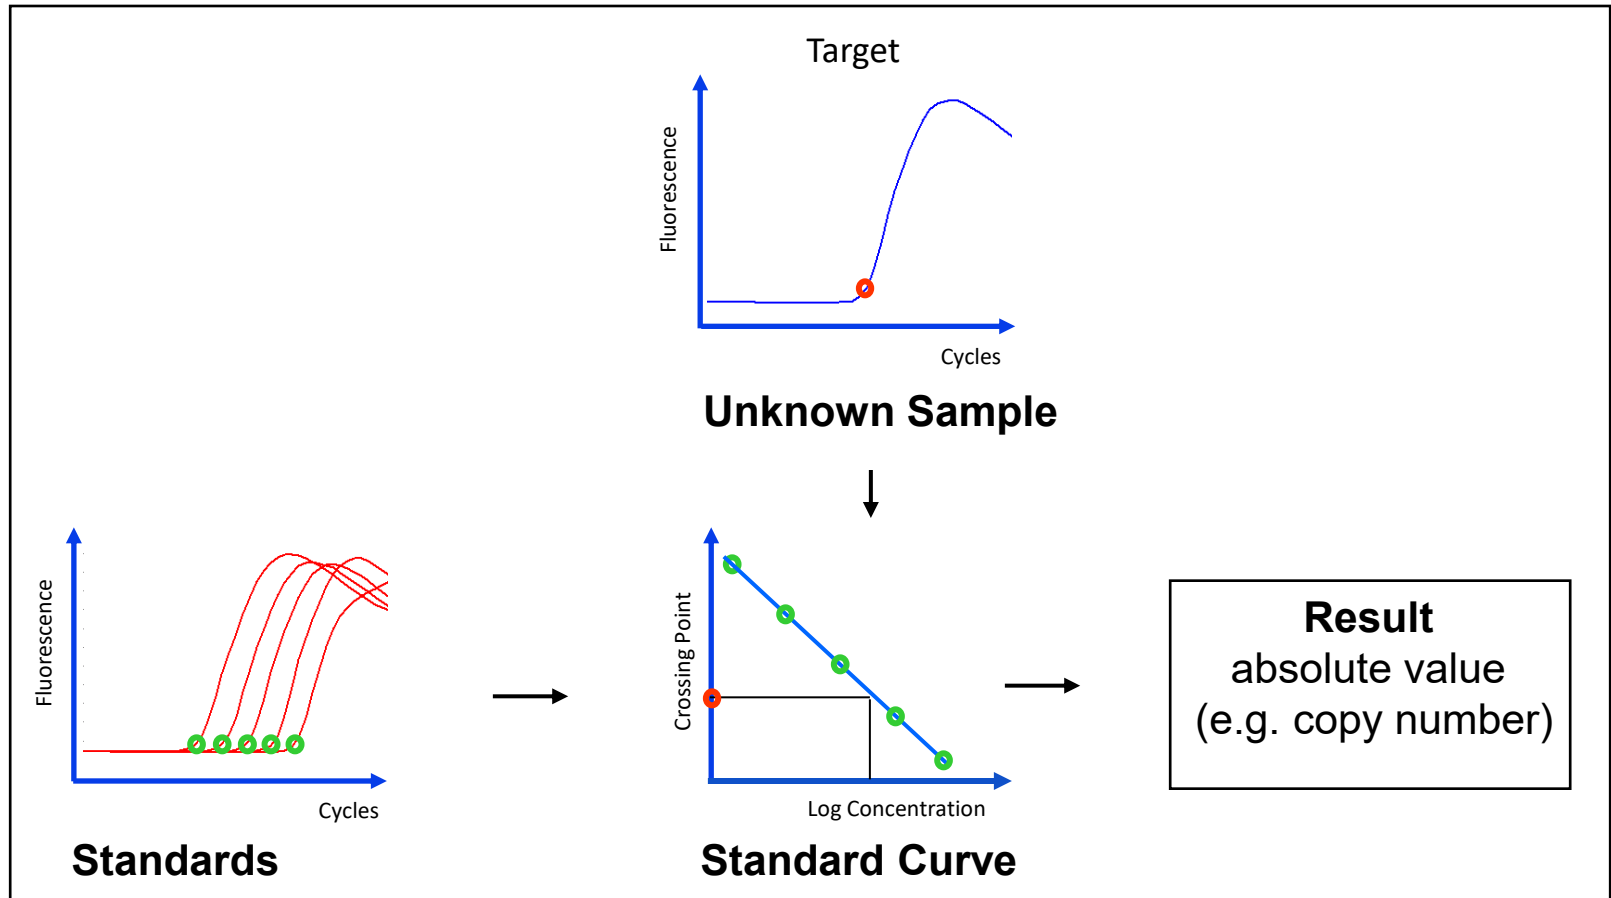 Target
Fluorescence
Cycles
Unknown Sample
Fluorescence
Cycles
Standards
Crossing Point
Log Concentration
Standard Curve
Result
absolute value
(e.g. copy number)